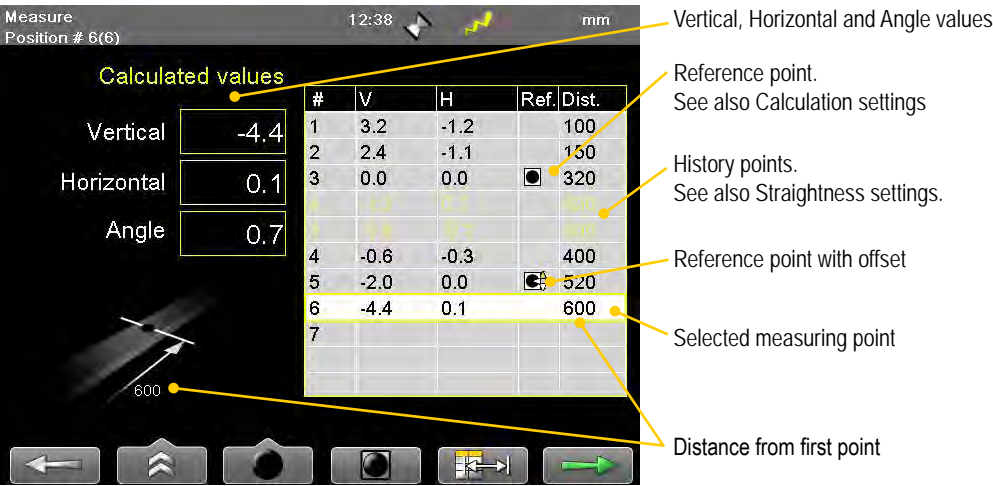 Measure
Position # 6(6)
12:38
mm
Calculated values
Vertical -4.4
Horizontal 0.1
Angle 0.7
# V H Ref. Dist.
1 3.2 -1.2 100
2 2.4 -1.1 150
3 0.0 0.0 320
4 -0.6 -0.3 400
5 -2.0 0.0 520
6 -4.4 0.1 600
7
600
Vertical, Horizontal and Angle values
Reference point.
See also Calculation settings
History points.
See also Straightness settings.
Reference point with offset
Selected measuring point
Distance from first point